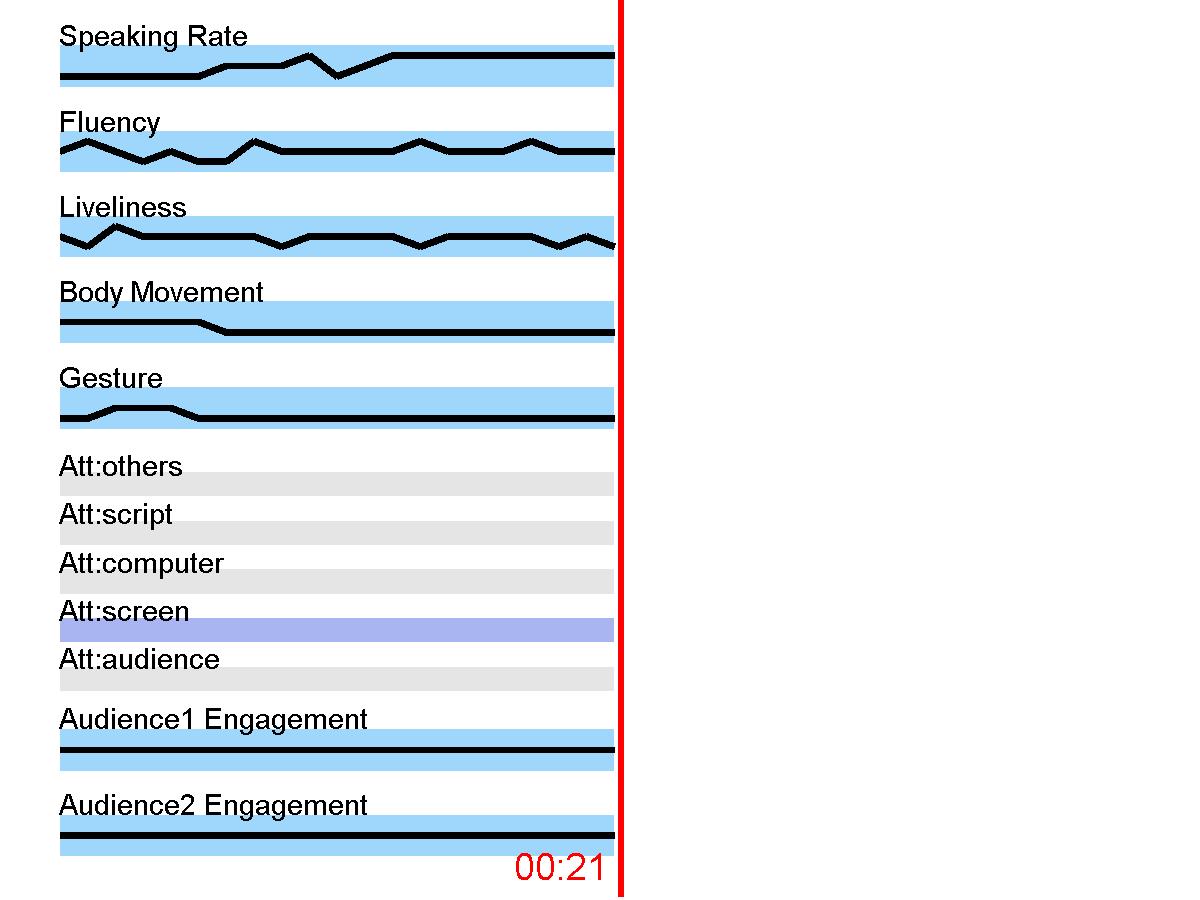 Speaking Rate
Fluency
Liveliness
Body Movement
Gesture
Att:others
Att:script
Att:computer
Att:screen
Att:audience
Audience1 Engagement
Audience2 Engagement
00:21